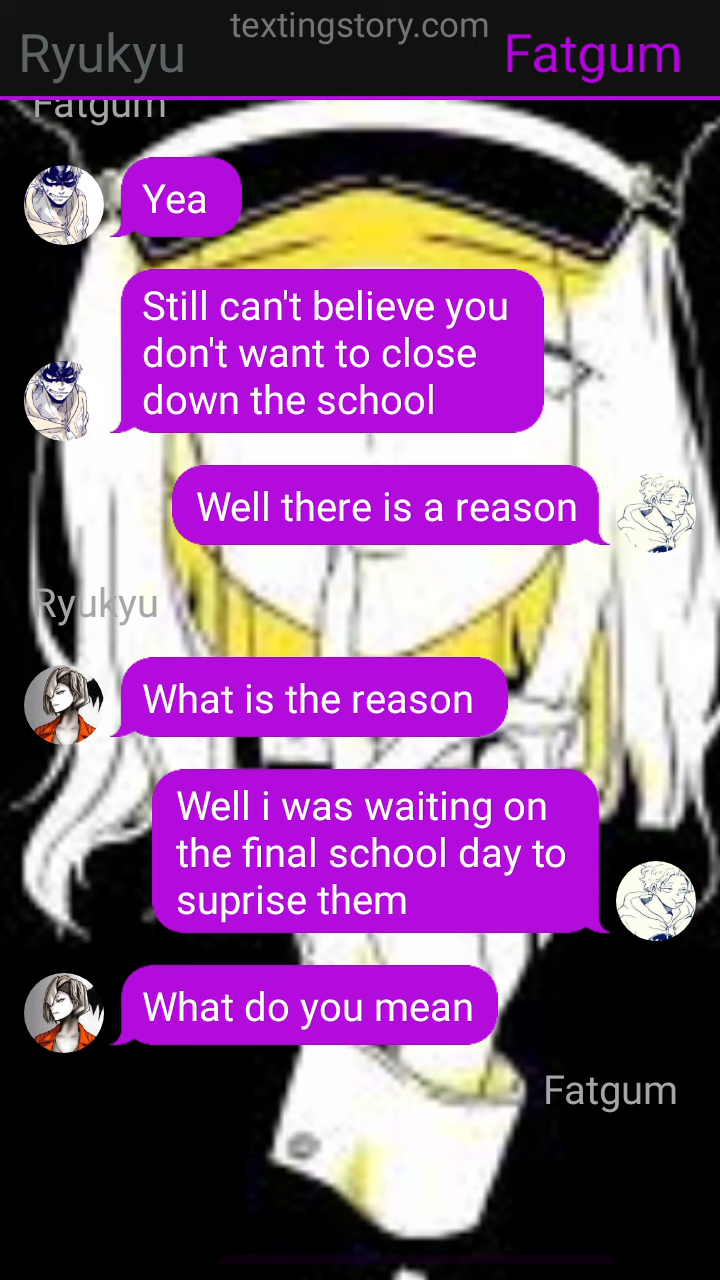 textingstory.com
Ryukyu
Fatgum
Fatgum
Yea
Still can't believe you
don't want to close
down the school
Well there is a reason
Ryukyu
What is the reason
Well i was waiting on
the final school day to
suprise them
What do you mean
Fatgum